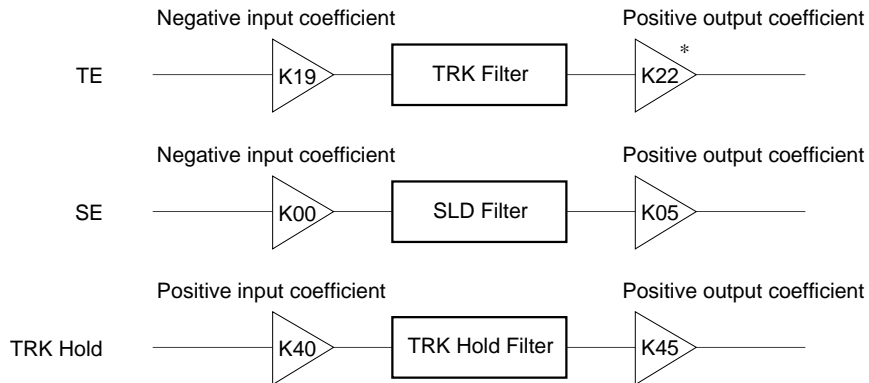 Negative input coefficient Positive output coefficient
TE K19 TRK Filter K22 *
Negative input coefficient Positive output coefficient
SE K00 SLD Filter K05
Positive input coefficient Positive output coefficient
TRK Hold K40 TRK Hold Filter K45